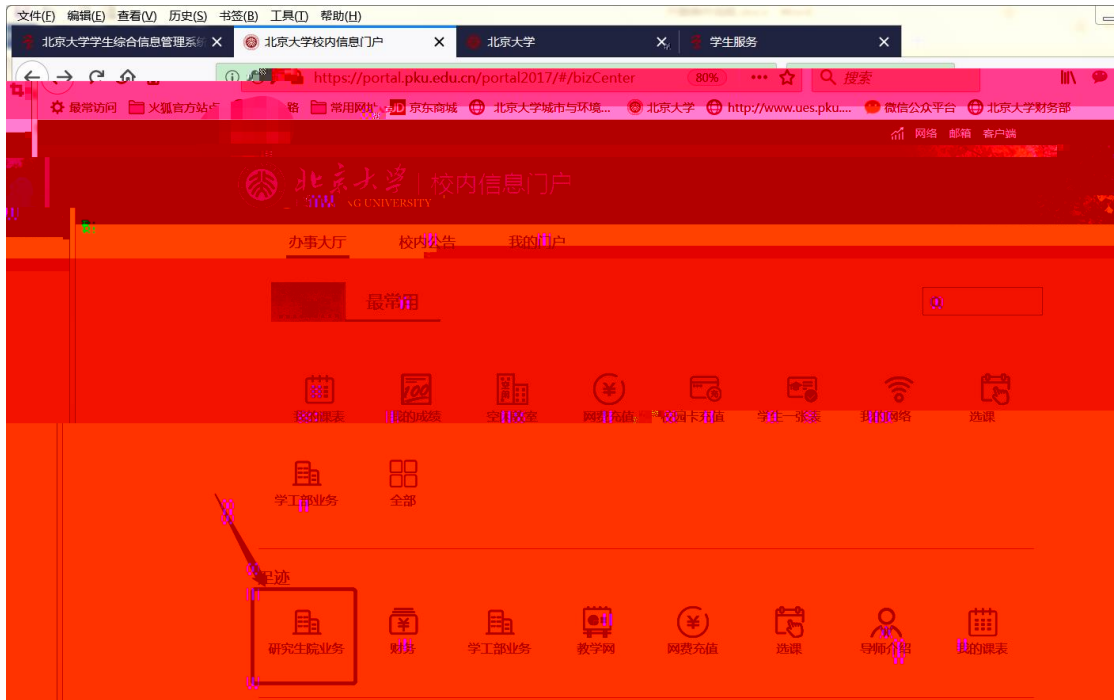 文件(F) 编辑(E) 查看(V) 历史(S) 书签(B) 工具(T) 帮助(H)
北京大学学生综合信息管理系统 北京大学校内信息门户 北京大学 学生服务
https://portal.pku.edu.cn/portal2017/#/bizCenter 80% 搜索
最常访问 火狐官方站点 常用网址 JD 京东商城 北京大学城市与环境... 北京大学 http://www.ues.pku.... 微信公众平台 北京大学财务部
网络 邮箱 客户端
北京大学 校内信息门户
UNIVERSITY
办事大厅 校内公告 我的门户
最常用
我的课表 我的成绩 空闲教室 网费充值 校园卡充值 学生一张表 我的网络 选课
学工部业务 全部
足迹
研究生院业务 财务 学工部业务 教学网 网费充值 选课 导师介绍 我的课表